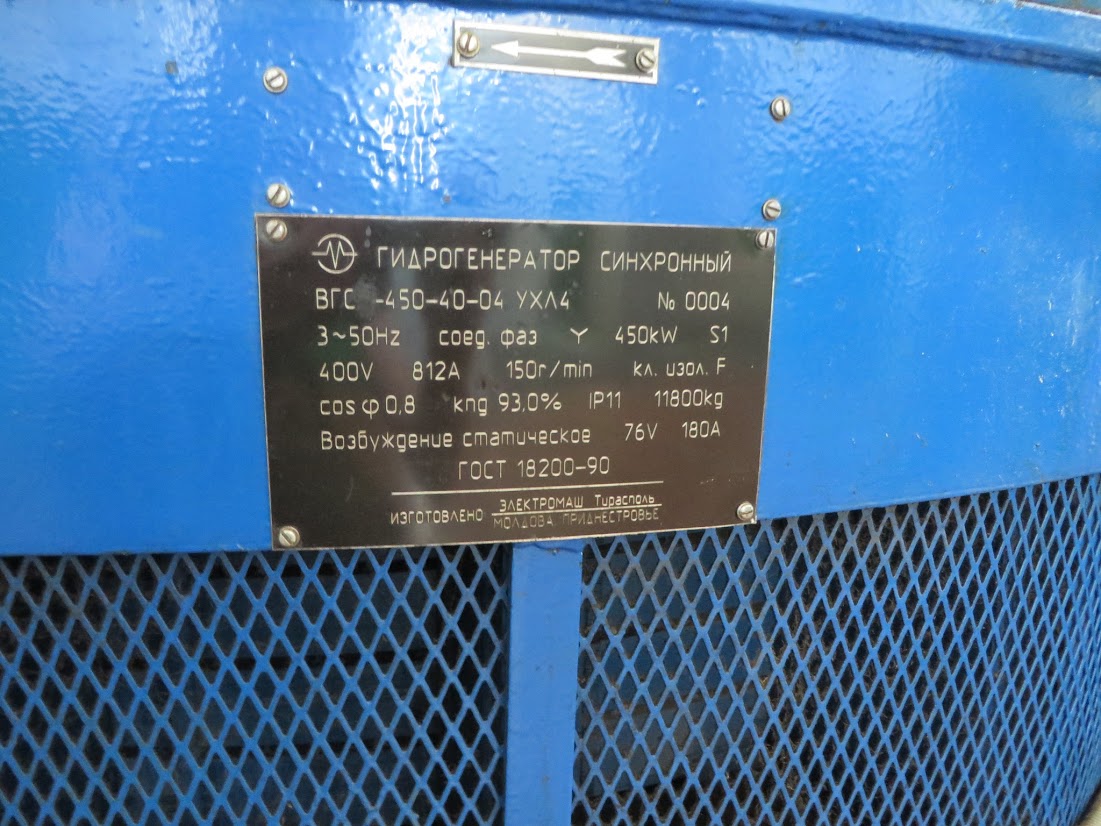 ГИДРОГЕНЕРАТОР СИНХРОННЫЙ
ВГС -450-40-04 УХЛ4 № 0004
3~50Hz соед. фаз Y 450kW S1
400V 812A 150r/min кл. изол. F
cos φ 0,8 кпg 93,0% IP11 11800kg
Возбуждение статическое 76V 180A
ГОСТ 18200-90
ИЗГОТОВЛЕНО ЭЛЕКТРОМАШ Тирасполь
МОЛДОВА ПРИДНЕСТРОВЬЕ